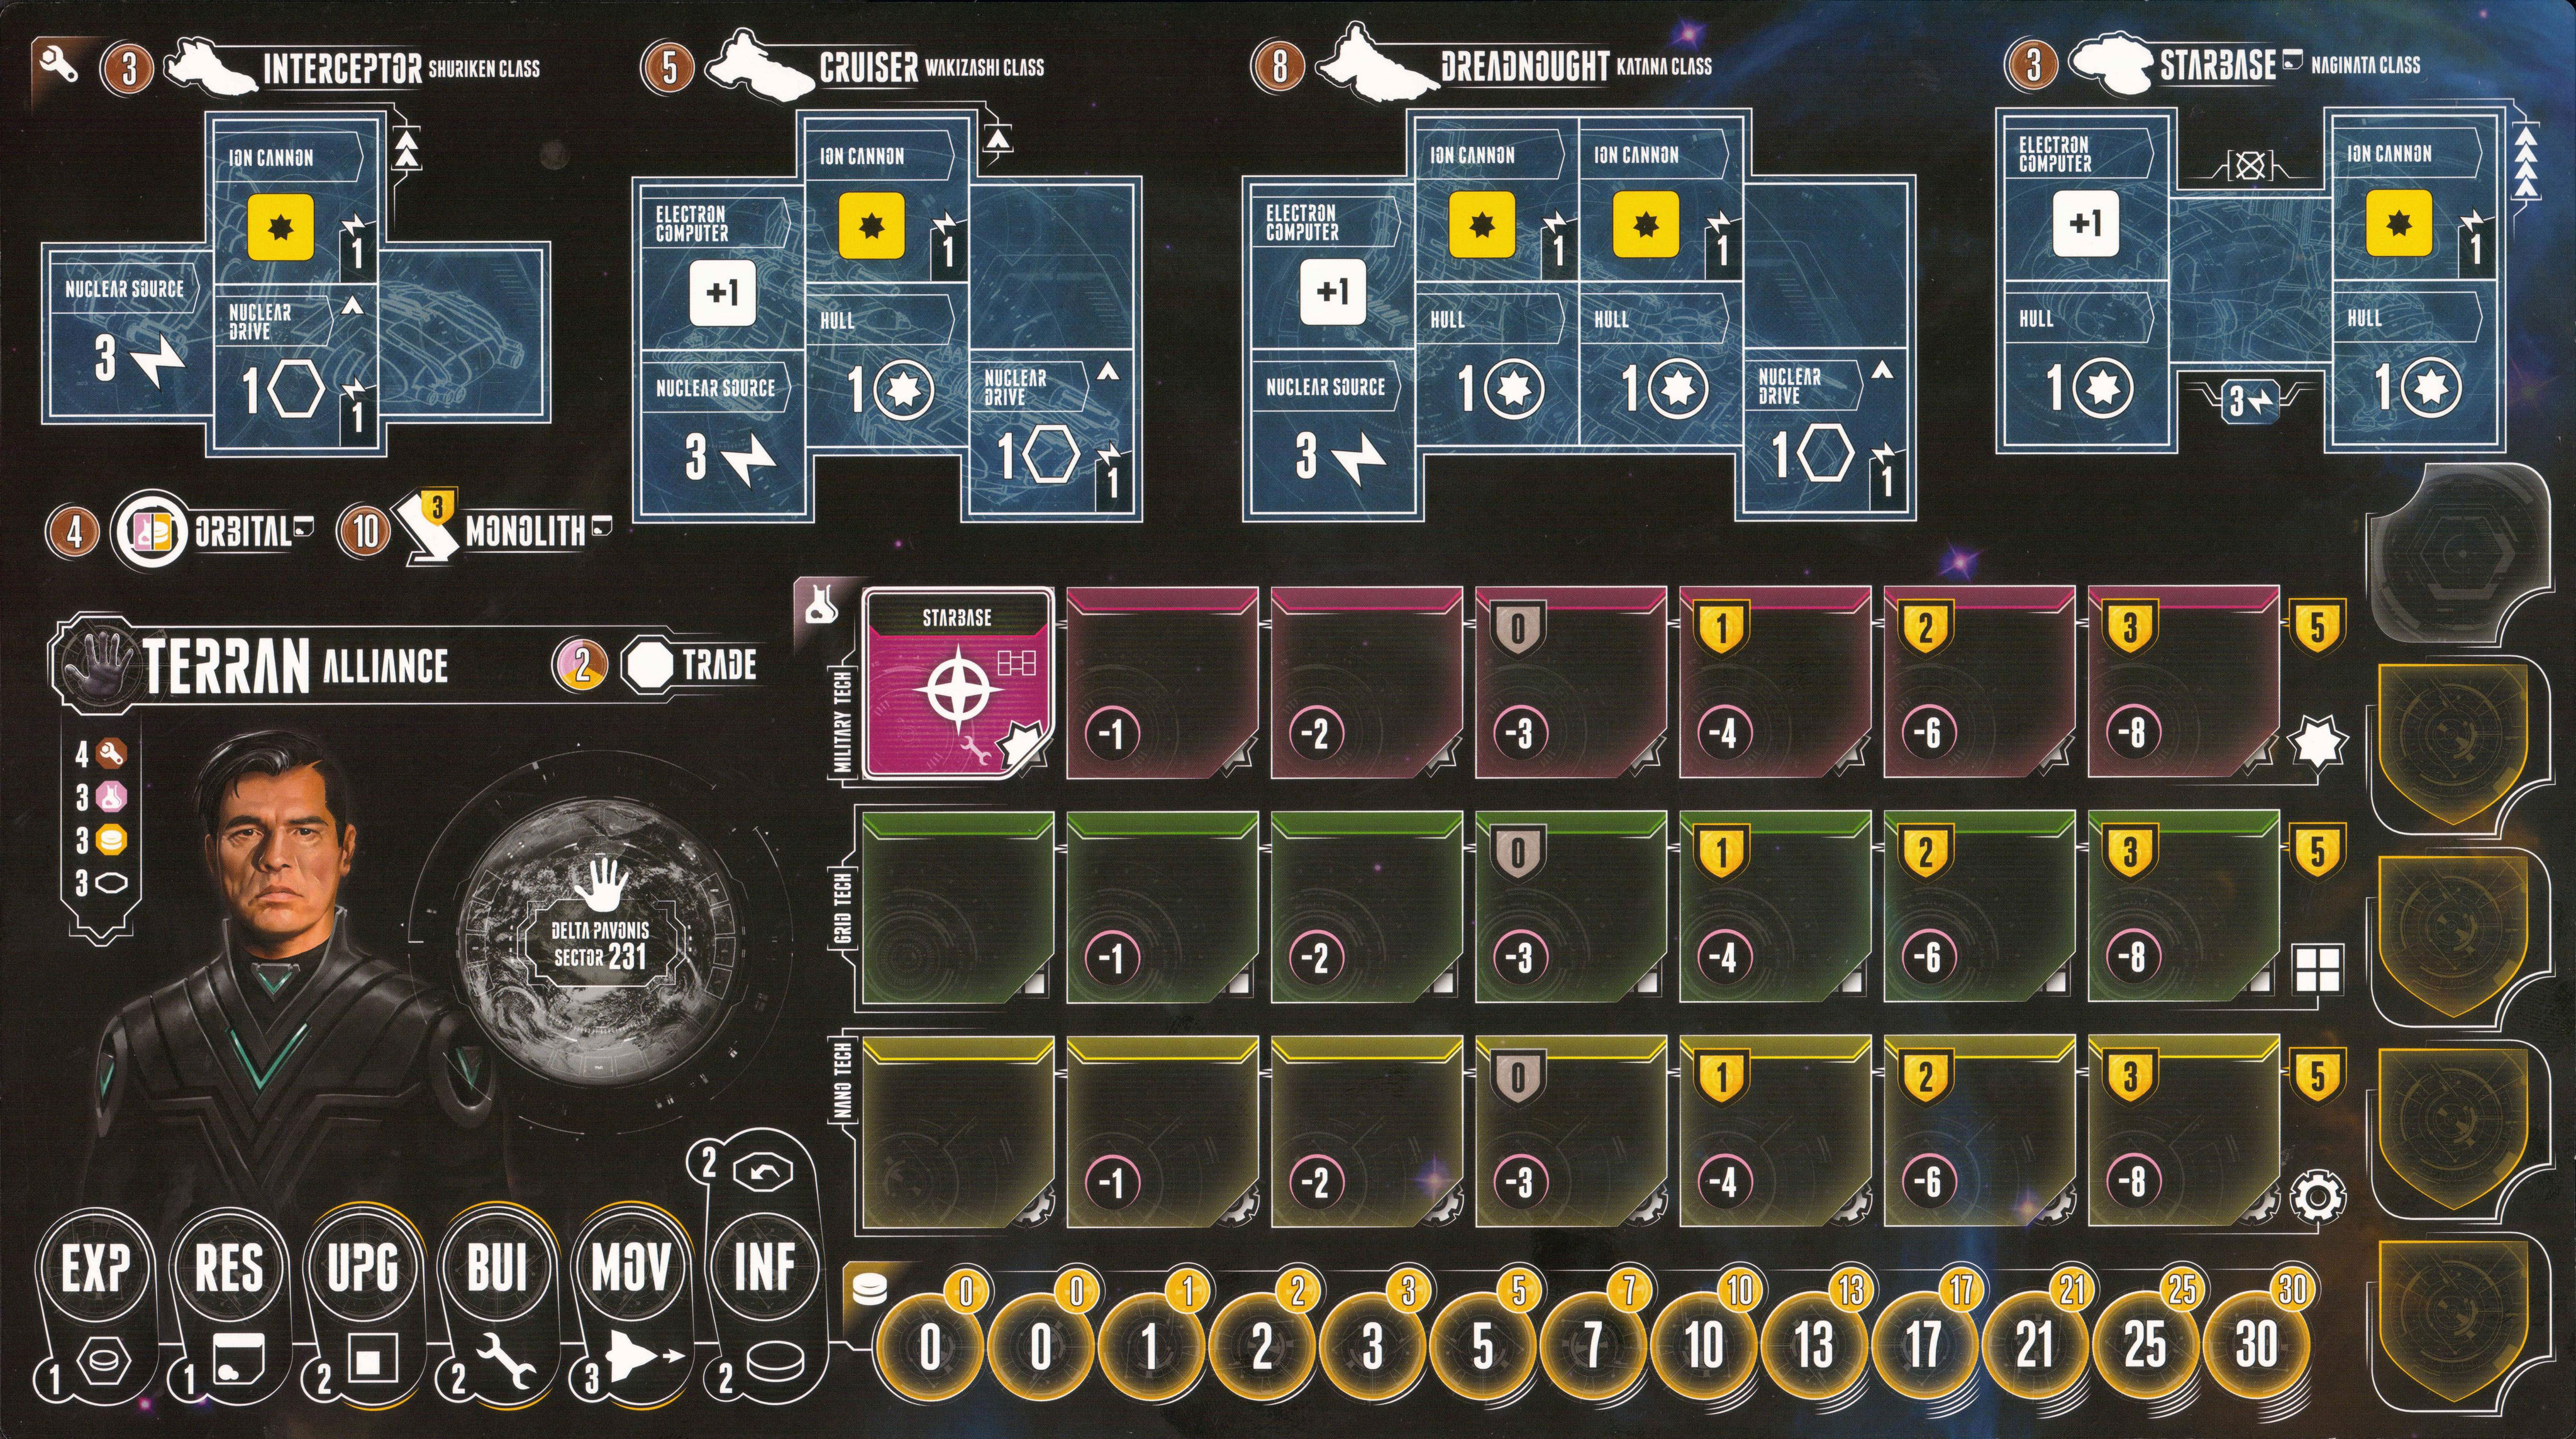 3 INTERCEPTOR SHURIKEN CLASS
ION CANNON
1
NUCLEAR SOURCE
3
NUCLEAR
DRIVE
1
1
5 CRUISER WAKIZASHI CLASS
ION CANNON
1
ELECTRON
COMPUTER
+1
HULL
1
NUCLEAR SOURCE
3
NUCLEAR
DRIVE
1
1
8 DREADNOUGHT KATANA CLASS
ION CANNON
1
ION CANNON
1
ELECTRON
COMPUTER
+1
HULL
1
HULL
1
NUCLEAR SOURCE
3
NUCLEAR
DRIVE
1
1
3 STARBASE NAGINATA CLASS
ELECTRON
COMPUTER
+1
ION CANNON
1
HULL
1
HULL
1
3
4 ORBITAL
10 3 MONOLITH
TERRAN ALLIANCE
2 TRADE
4
3
3
3
DELTA PAVONIS
SECTOR 231
MILITARY TECH
STARBASE
0 1 2 3 5
-1 -2 -3 -4 -6 -8
GRID TECH
0 1 2 3 5
-1 -2 -3 -4 -6 -8
NANO TECH
0 1 2 3 5
-1 -2 -3 -4 -6 -8
2
EXP RES UPG BUI MOV INF
1 1 2 2 3 2
0 0 1 2 3 5 7 10 13 17 21 25 30
0 0 1 2 3 5 7 10 13 17 21 25 30